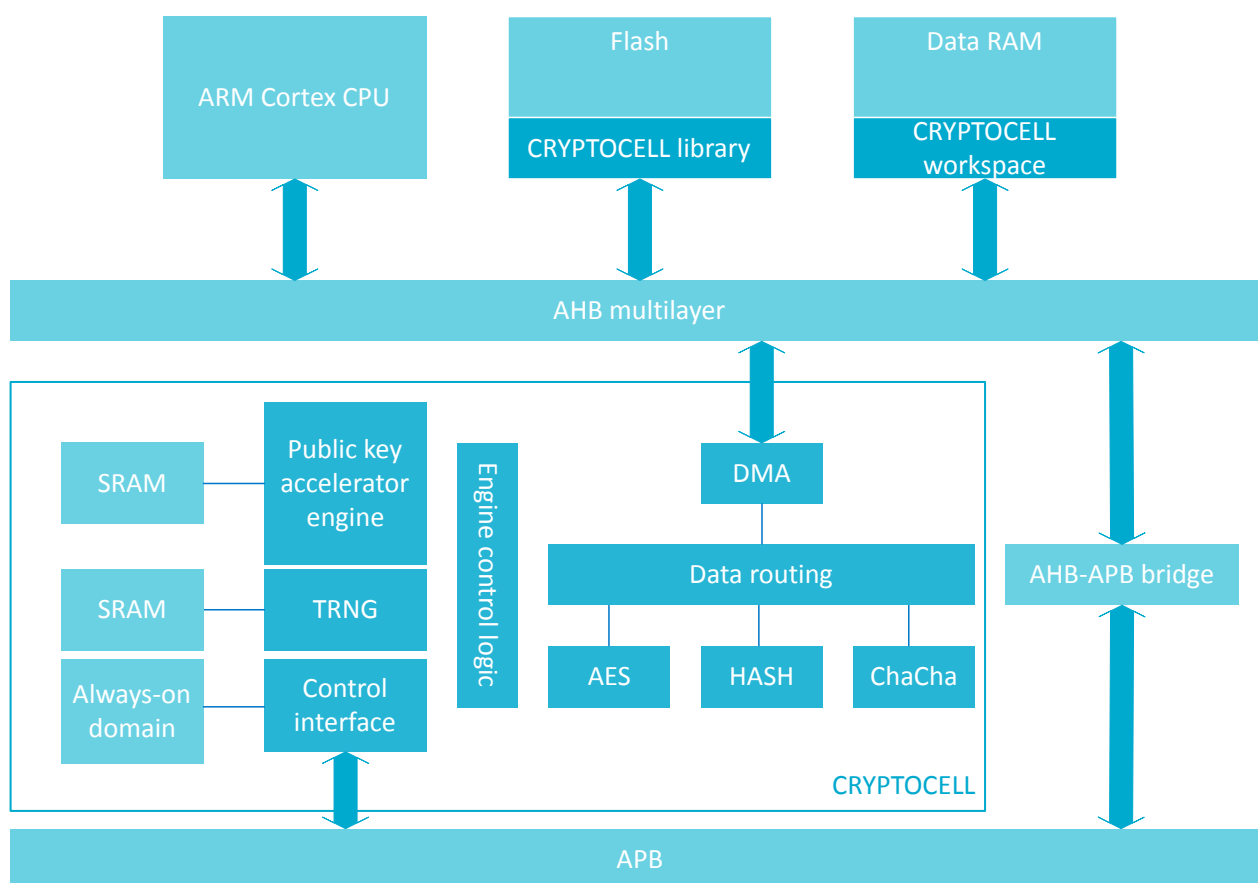 ARM Cortex CPU
Flash
CRYPTOCELL library
Data RAM
CRYPTOCELL
workspace
AHB multilayer
SRAM
Public key
accelerator
engine
SRAM
TRNG
Always-on
domain
Control
interface
Engine control logic
DMA
Data routing
AES
HASH
ChaCha
CRYPTOCELL
AHB-APB bridge
APB